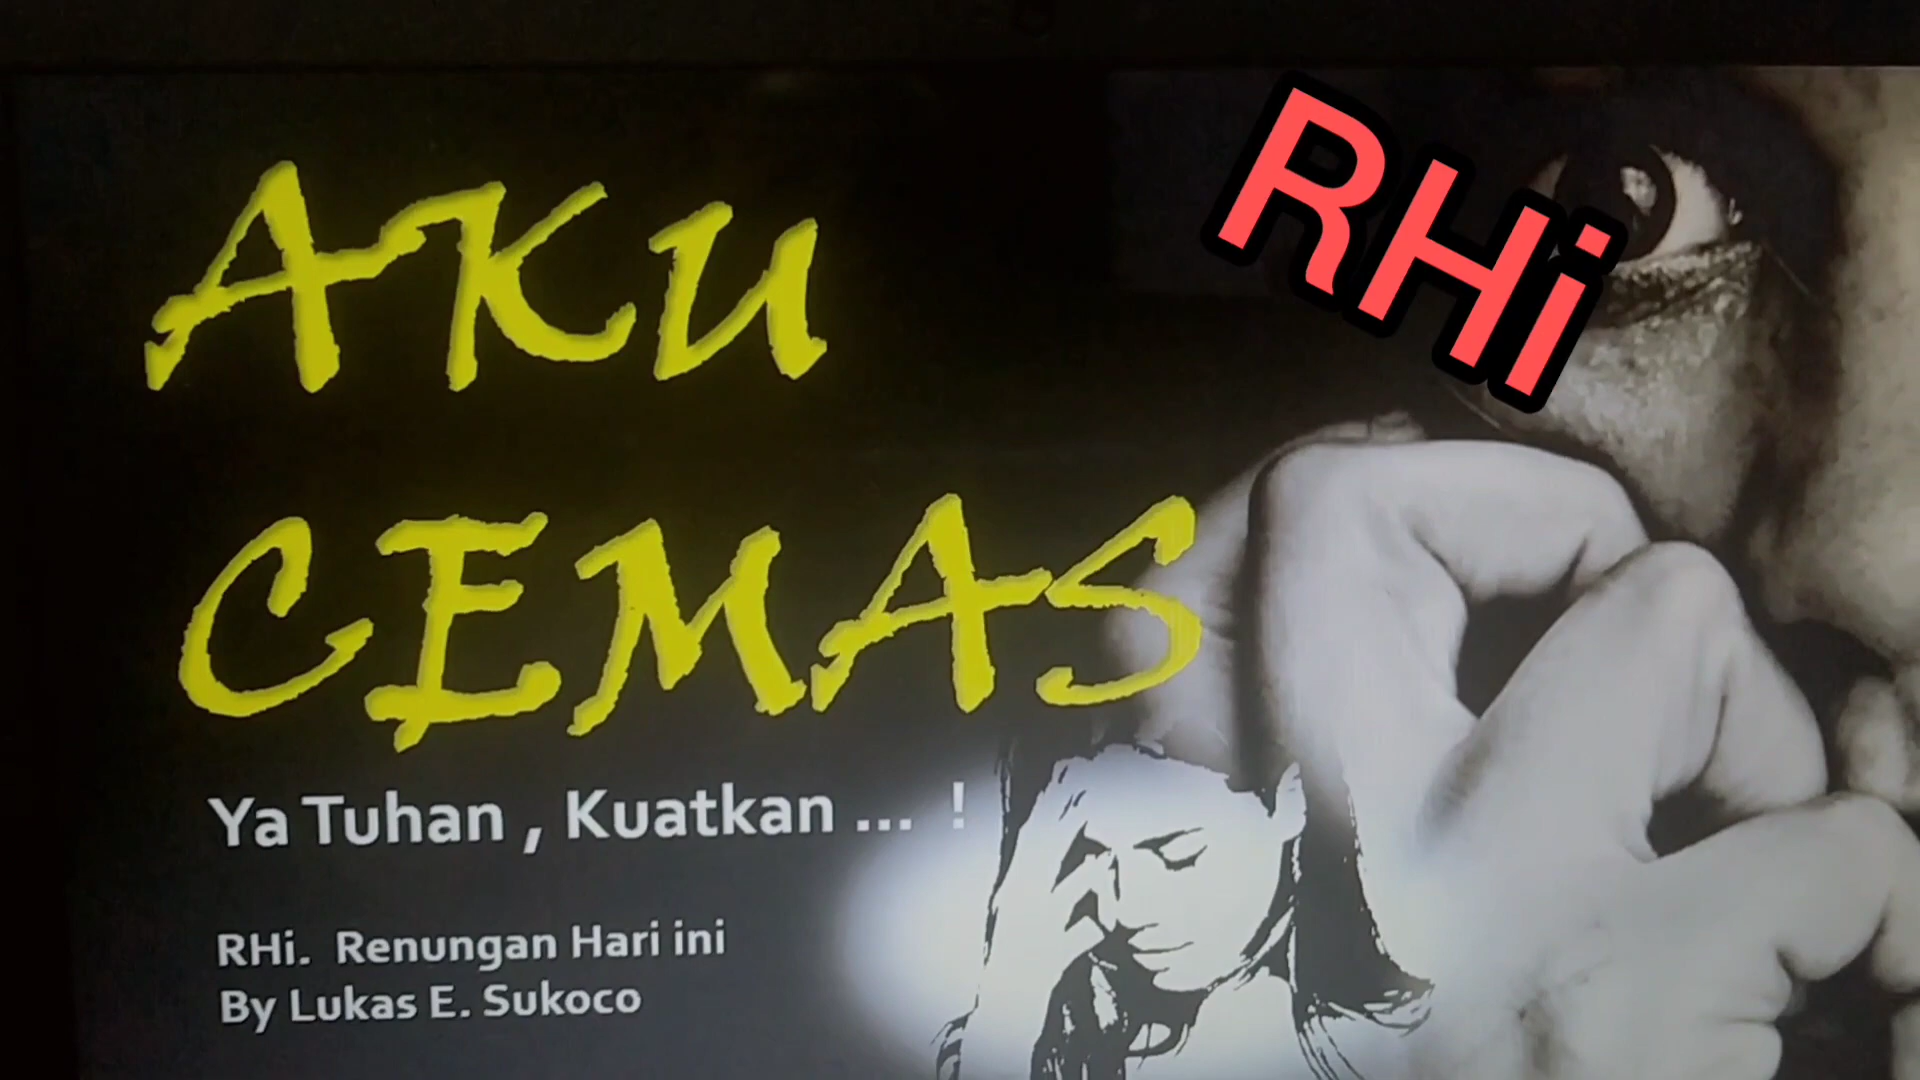 RHi
AKU
CEMAS
Ya Tuhan , Kuatkan ... !
RHi. Renungan Hari ini
By Lukas E. Sukoco